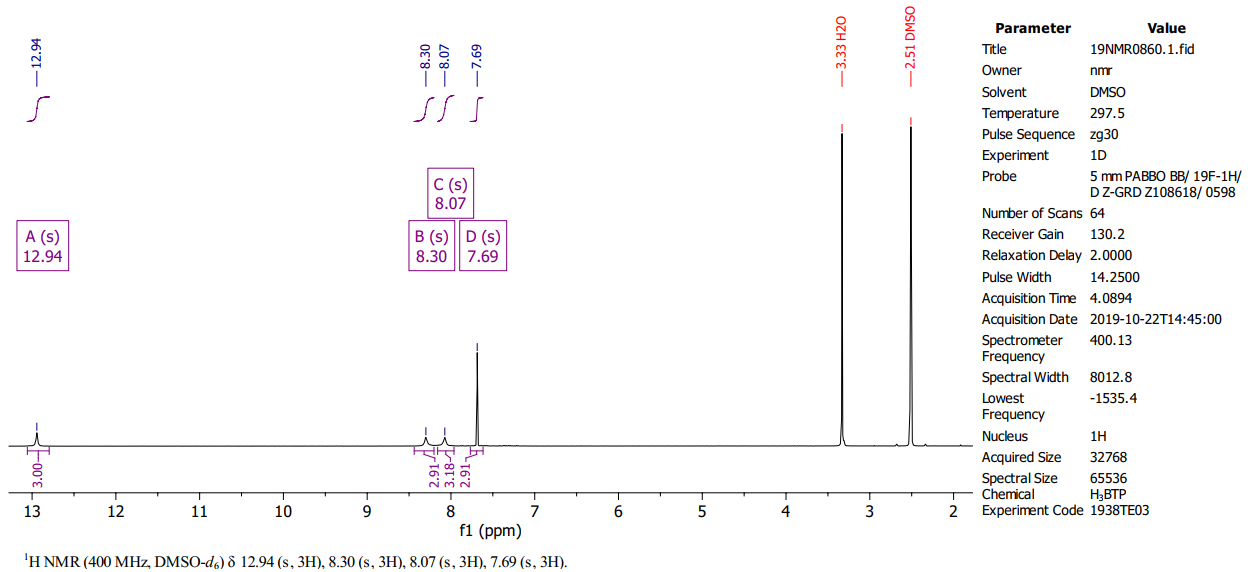 12.94
8.30
8.07
7.69
3.33 H2O
2.51 DMSO
C (s)
8.07
A (s)
12.94
B (s)
8.30
D (s)
7.69
3.00
2.91
3.18
2.91
13 12 11 10 9 8 7 6 5 4 3 2
f1 (ppm)
Parameter Value
Title 19NMR0860.1.fid
Owner nmr
Solvent DMSO
Temperature 297.5
Pulse Sequence zg30
Experiment 1D
Probe 5 mm PABBO BB/ 19F-1H/
D Z-GRD Z108618/ 0598
Number of Scans 64
Receiver Gain 130.2
Relaxation Delay 2.0000
Pulse Width 14.2500
Acquisition Time 4.0894
Acquisition Date 2019-10-22T14:45:00
Spectrometer 400.13
Frequency
Spectral Width 8012.8
Lowest -1535.4
Frequency
Nucleus 1H
Acquired Size 32768
Spectral Size 65536
Chemical H₃BTP
Experiment Code 1938TE03
¹H NMR (400 MHz, DMSO-d₆) δ 12.94 (s, 3H), 8.30 (s, 3H), 8.07 (s, 3H), 7.69 (s, 3H).